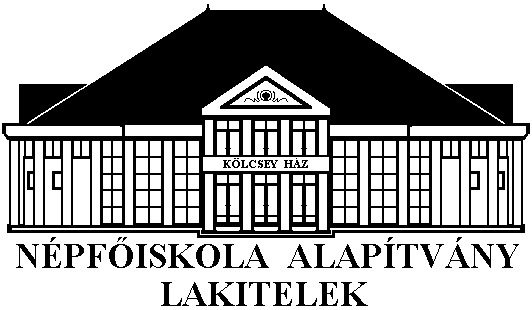 KÖLCSEY HÁZ
NÉPFŐISKOLA ALAPÍTVÁNY
LAKITELEK